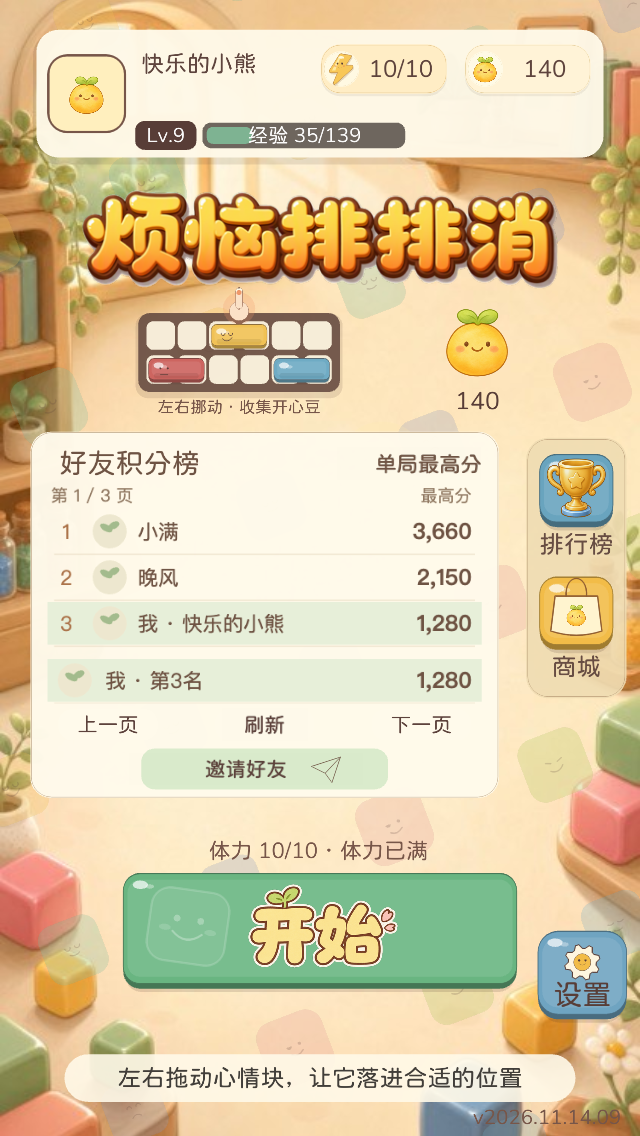 快乐的小熊
10/10
140
Lv.9
经验 35/139
烦恼排排消
左右挪动 · 收集开心豆
140
好友积分榜
单局最高分
第 1 / 3 页
最高分
1 小满 3,660
2 晚风 2,150
3 我 · 快乐的小熊 1,280
我 · 第3名 1,280
上一页 刷新 下一页
邀请好友
排行榜
商城
体力 10/10 · 体力已满
开始
设置
左右拖动心情块，让它落进合适的位置
v2026.11.14.09